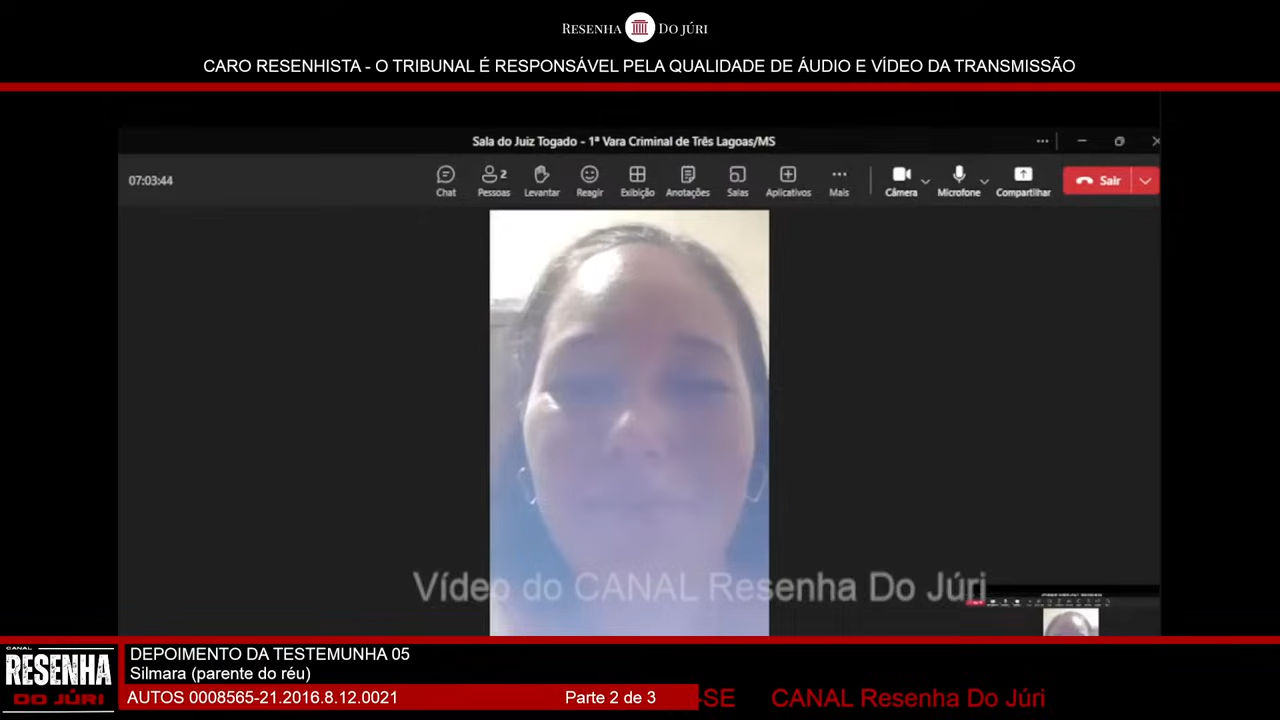 RESENHA DO JÚRI
CARO RESENHISTA - O TRIBUNAL É RESPONSÁVEL PELA QUALIDADE DE ÁUDIO E VÍDEO DA TRANSMISSÃO
Sala do Juiz Togado - 1ª Vara Criminal de Três Lagoas/MS
07:03:44
2
Chat Pessoas Levantar Reagir Exibição Anotações Salas Aplicativos Mais Câmera Microfone Compartilhar Sair
Vídeo do CANAL Resenha Do Júri
CANAL
RESENHA
DO JÚRI
DEPOIMENTO DA TESTEMUNHA 05
Silmara (parente do réu)
AUTOS 0008565-21.2016.8.12.0021 Parte 2 de 3 -SE CANAL Resenha Do Júri